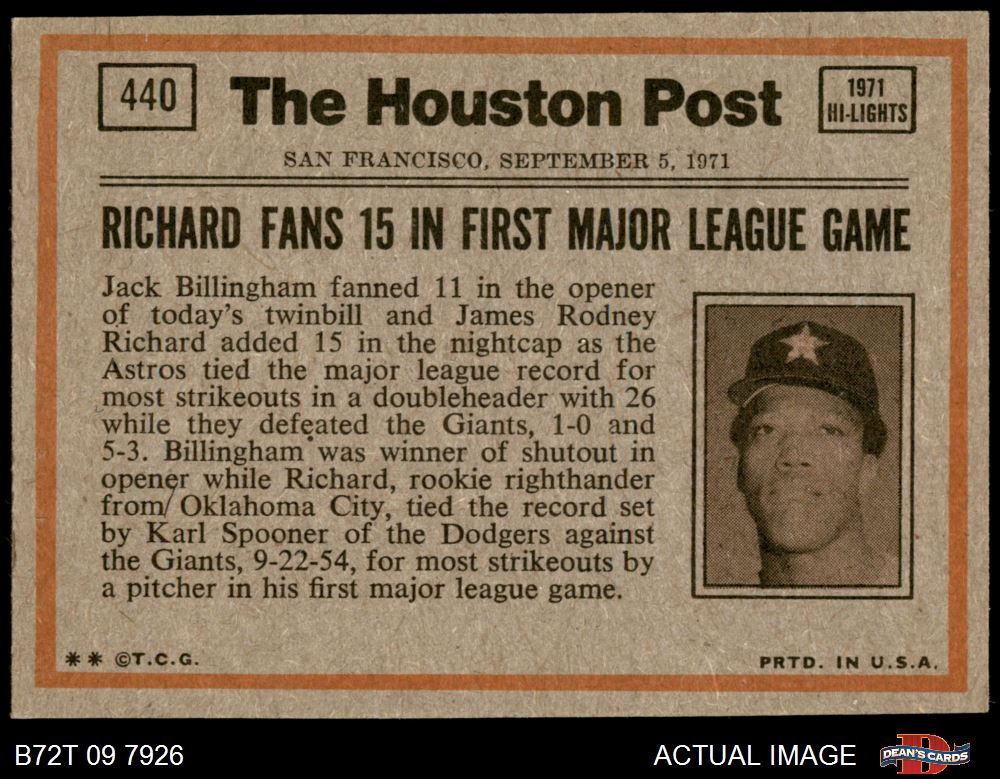 440
The Houston Post
1971
HI-LIGHTS
SAN FRANCISCO, SEPTEMBER 5, 1971
RICHARD FANS 15 IN FIRST MAJOR LEAGUE GAME
Jack Billingham fanned 11 in the opener
of today's twinbill and James Rodney
Richard added 15 in the nightcap as the
Astros tied the major league record for
most strikeouts in a doubleheader with 26
while they defeated the Giants, 1-0 and
5-3. Billingham was winner of shutout in
opener while Richard, rookie righthander
from Oklahoma City, tied the record set
by Karl Spooner of the Dodgers against
the Giants, 9-22-54, for most strikeouts by
a pitcher in his first major league game.
** ©T.C.G.
PRTD. IN U.S.A.
B72T 09 7926
ACTUAL IMAGE
DEAN'S CARDS